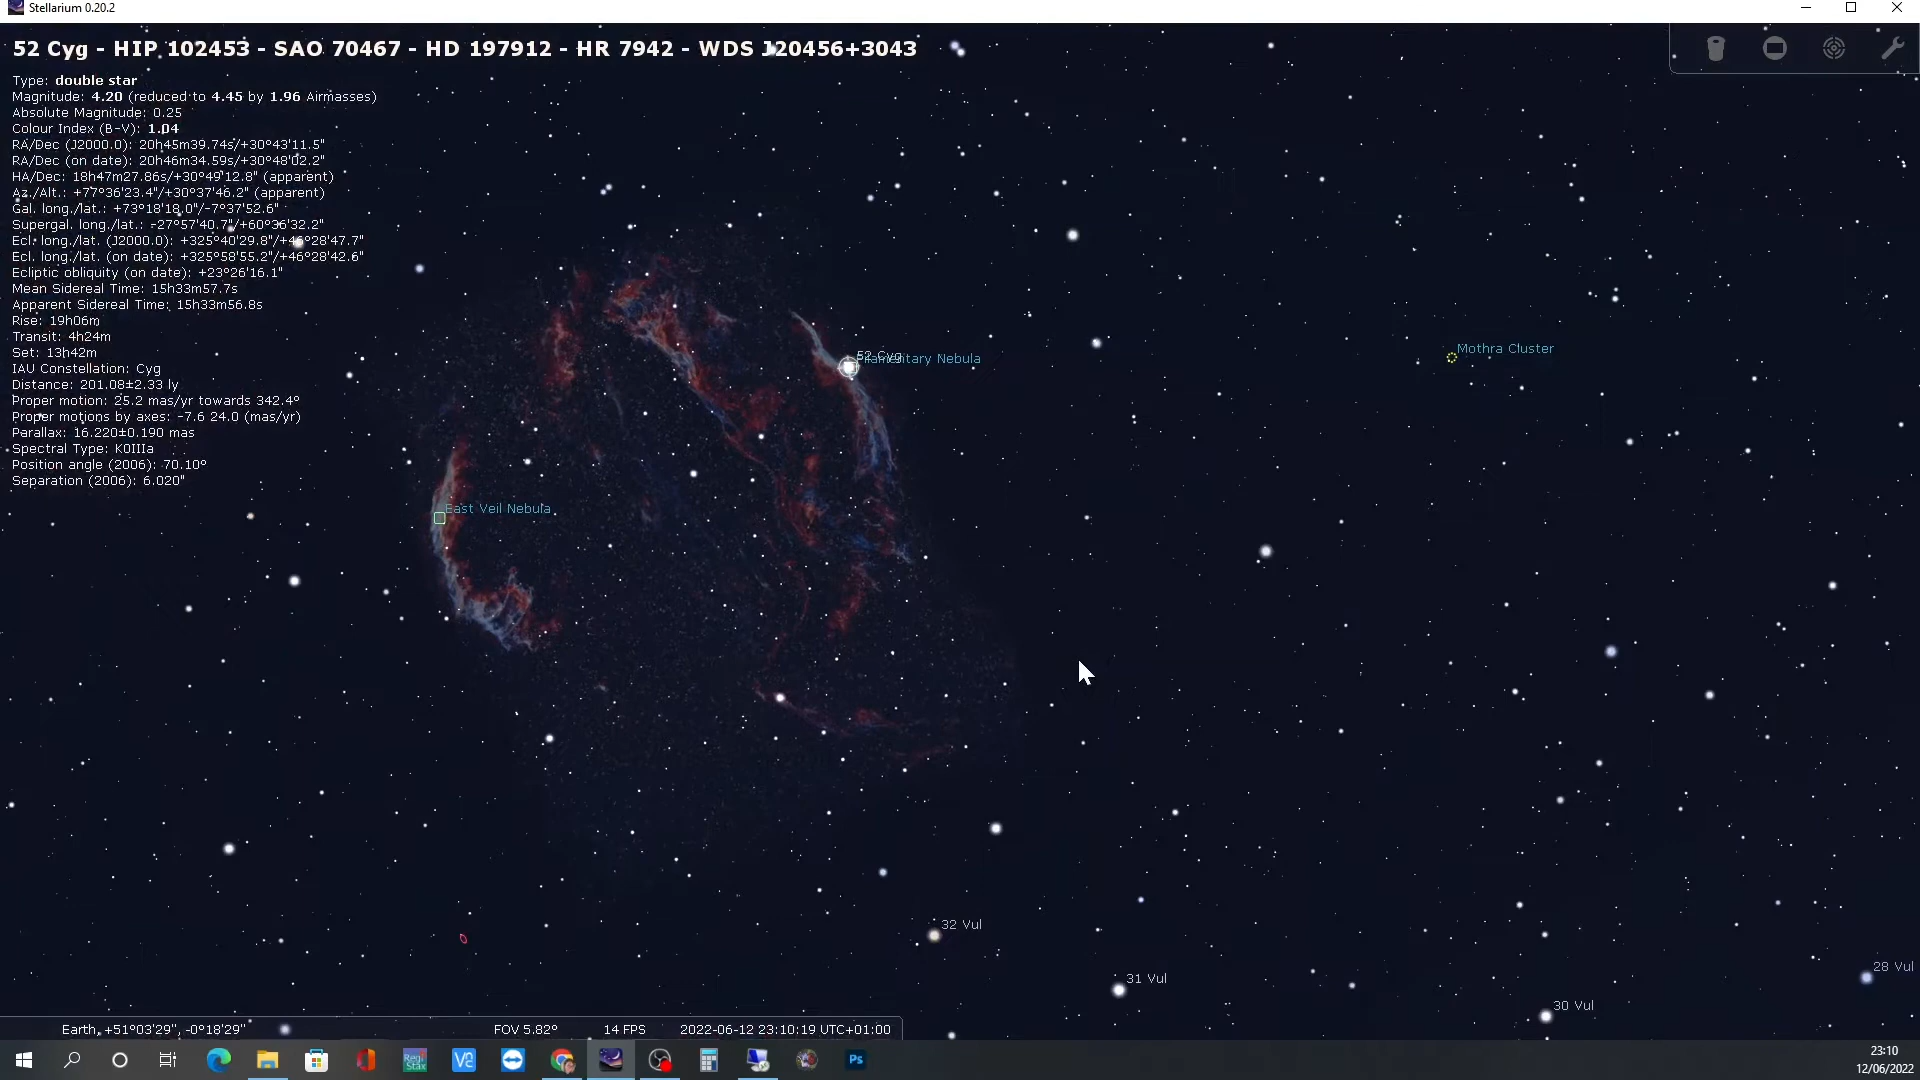 Stellarium 0.20.2
52 Cyg - HIP 102453 - SAO 70467 - HD 197912 - HR 7942 - WDS J20456+3043
Type: double star
Magnitude: 4.20 (reduced to 4.45 by 1.96 Airmasses)
Absolute Magnitude: 0.25
Colour Index (B-V): 1.04
RA/Dec (J2000.0): 20h45m39.74s/+30°43'11.5"
RA/Dec (on date): 20h46m34.59s/+30°48'02.2"
HA/Dec: 18h47m27.86s/+30°49'12.8" (apparent)
Az./Alt.: +77°36'23.4"/+30°37'46.2" (apparent)
Gal. long./lat.: +73°18'18.0"/-7°37'52.6"
Supergal. long./lat.: -27°57'40.7"/+60°36'32.2"
Ecl. long./lat. (J2000.0): +325°40'29.8"/+46°28'47.7"
Ecl. long./lat. (on date): +325°58'55.2"/+46°28'42.6"
Ecliptic obliquity (on date): +23°26'16.1"
Mean Sidereal Time: 15h33m57.7s
Apparent Sidereal Time: 15h33m56.8s
Rise: 19h06m
Transit: 4h24m
Set: 13h42m
IAU Constellation: Cyg
Distance: 201.08±2.33 ly
Proper motion: 25.2 mas/yr towards 342.4°
Proper motions by axes: -7.6 24.0 (mas/yr)
Parallax: 16.220±0.190 mas
Spectral Type: K0IIIa
Position angle (2006): 70.10°
Separation (2006): 6.020"
52 Cyg
Filamentary Nebula
Mothra Cluster
East Veil Nebula
32 Vul
31 Vul
28 Vul
30 Vul
Earth, +51°03'29", -0°18'29"
FOV 5.82°
14 FPS
2022-06-12 23:10:19 UTC+01:00
Regi
Stax
Ps
23:10
12/06/2022